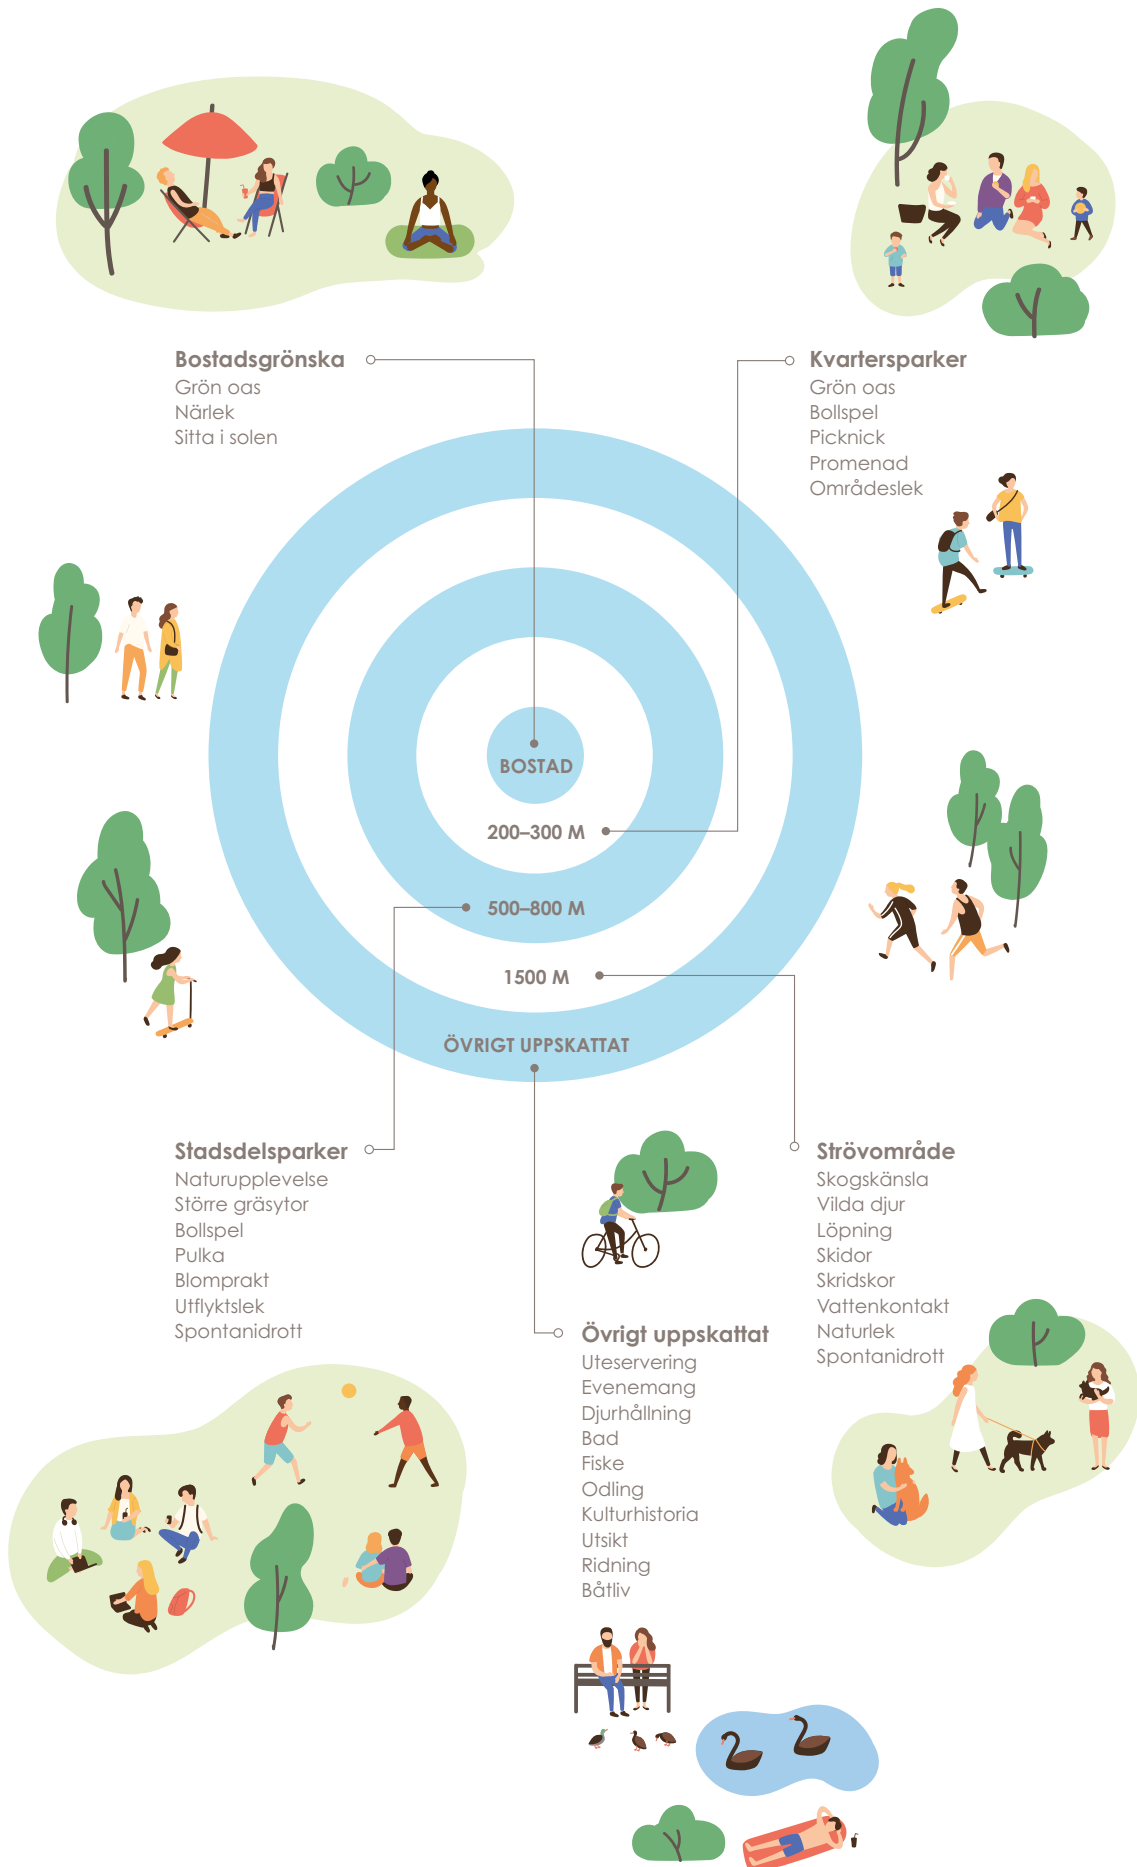 Bostadsgrönska
Grön oas
Närlek
Sitta i solen
Kvartersparker
Grön oas
Bollspel
Picknick
Promenad
Områdeslek
BOSTAD
200–300 M
500–800 M
1500 M
ÖVRIGT UPPSKATTAT
Stadsdelsparker
Naturupplevelse
Större gräsytor
Bollspel
Pulka
Blomprakt
Utflyktslek
Spontanidrott
Strövområde
Skogskänsla
Vilda djur
Löpning
Skidor
Skridskor
Vattenkontakt
Naturlek
Spontanidrott
Övrigt uppskattat
Uteservering
Evenemang
Djurhållning
Bad
Fiske
Odling
Kulturhistoria
Utsikt
Ridning
Båtliv